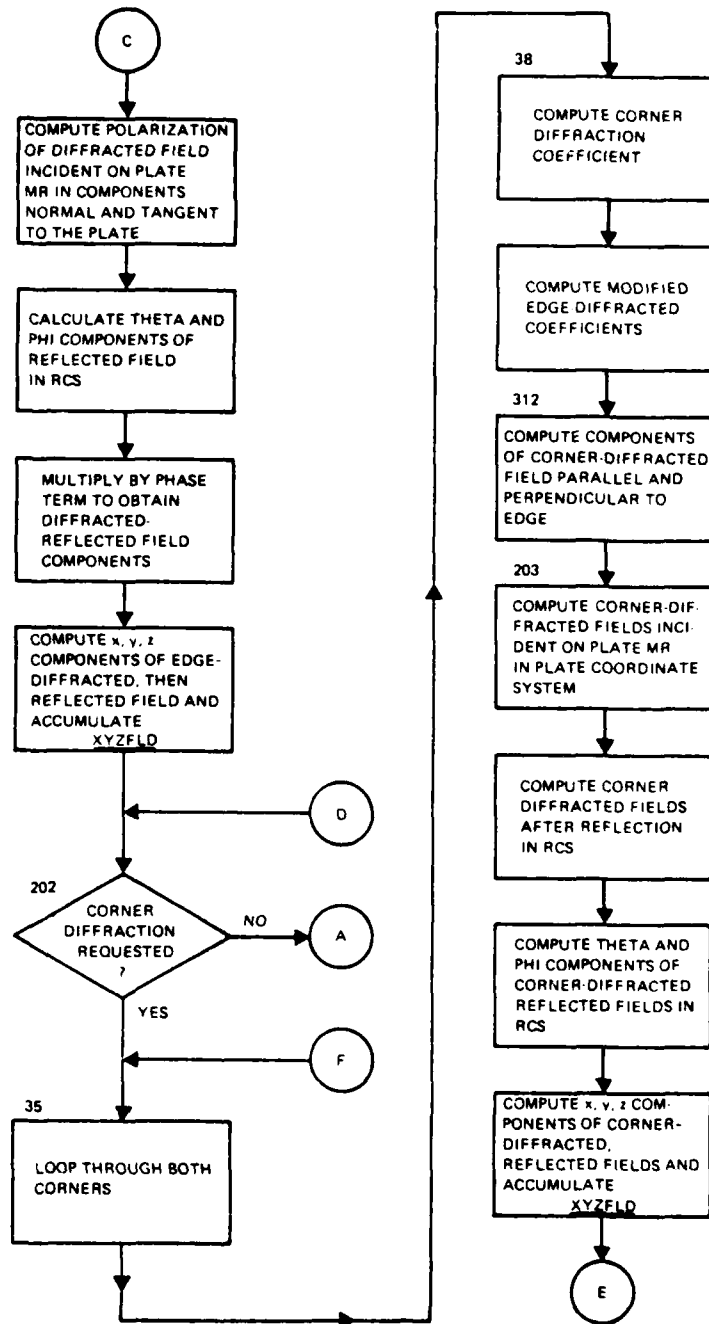 C
COMPUTE POLARIZATION
OF DIFFRACTED FIELD
INCIDENT ON PLATE
MR IN COMPONENTS
NORMAL AND TANGENT
TO THE PLATE
CALCULATE THETA AND
PHI COMPONENTS OF
REFLECTED FIELD
IN RCS
MULTIPLY BY PHASE
TERM TO OBTAIN
DIFFRACTED-
REFLECTED FIELD
COMPONENTS
COMPUTE x, y, z
COMPONENTS OF EDGE-
DIFFRACTED, THEN
REFLECTED FIELD AND
ACCUMULATE
XYZFLD
D
202
CORNER
DIFFRACTION
REQUESTED
?
NO
A
YES
F
35
LOOP THROUGH BOTH
CORNERS
38
COMPUTE CORNER
DIFFRACTION
COEFFICIENT
COMPUTE MODIFIED
EDGE-DIFFRACTED
COEFFICIENTS
312
COMPUTE COMPONENTS
OF CORNER-DIFFRACTED
FIELD PARALLEL AND
PERPENDICULAR TO
EDGE
203
COMPUTE CORNER-DIF-
FRACTED FIELDS INCI-
DENT ON PLATE MR
IN PLATE COORDINATE
SYSTEM
COMPUTE CORNER
DIFFRACTED FIELDS
AFTER REFLECTION
IN RCS
COMPUTE THETA AND
PHI COMPONENTS OF
CORNER-DIFFRACTED
REFLECTED FIELDS IN
RCS
COMPUTE x, y, z COM-
PONENTS OF CORNER-
DIFFRACTED,
REFLECTED FIELDS AND
ACCUMULATE
XYZFLD
E